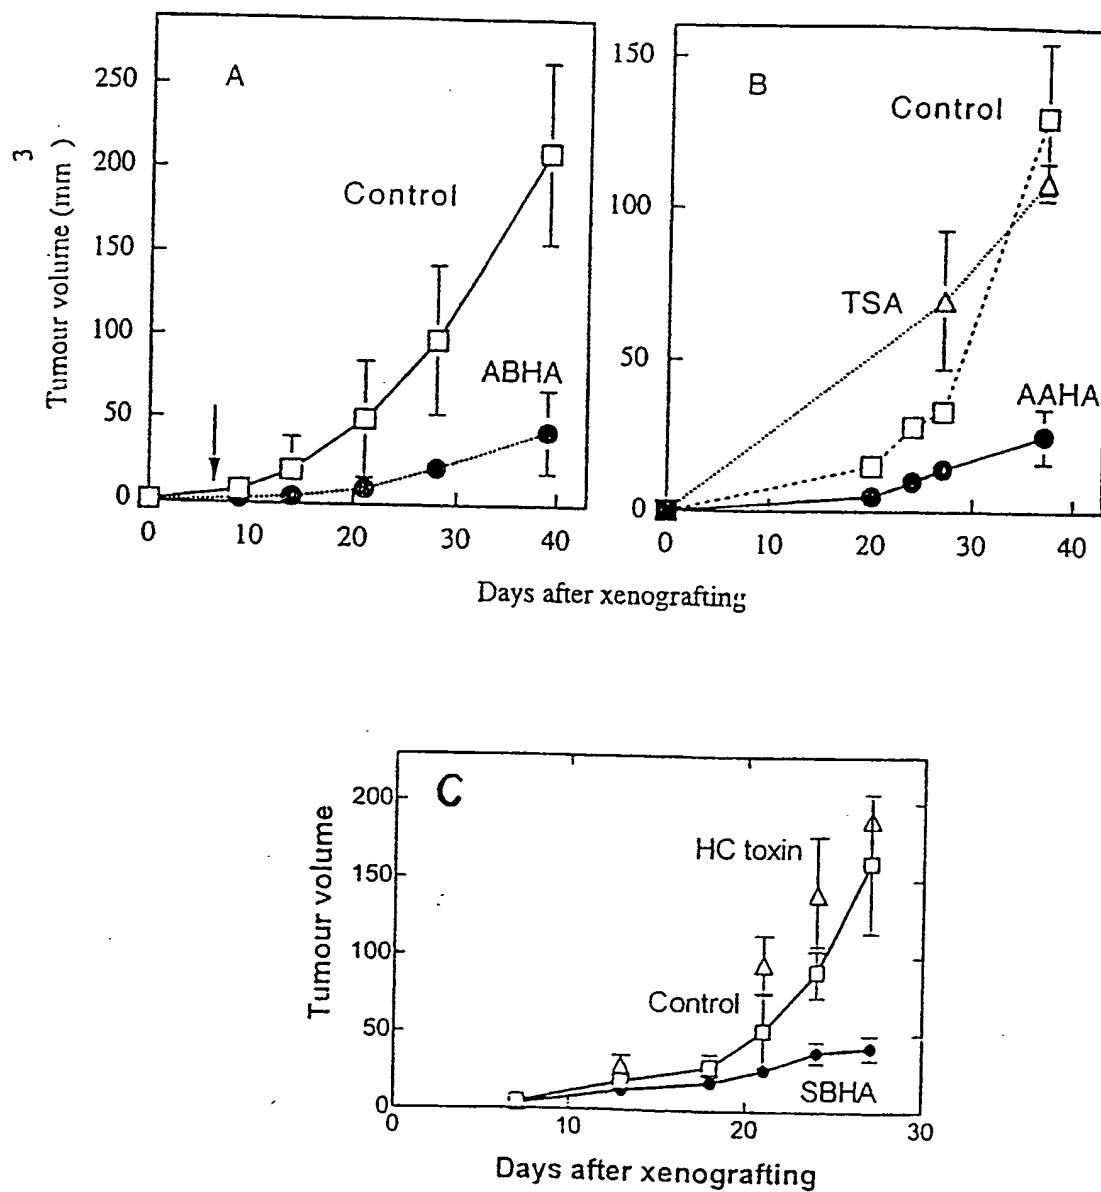 A
250
200
150
100
50
0
0 10 20 30 40
Tumour volume (mm 3 )
Control
ABHA
B
150
100
50
0
0 10 20 30 40
Control
TSA
AAHA
Days after xenografting
C
200
150
100
50
0
0 10 20 30
Tumour volume
HC toxin
Control
SBHA
Days after xenografting